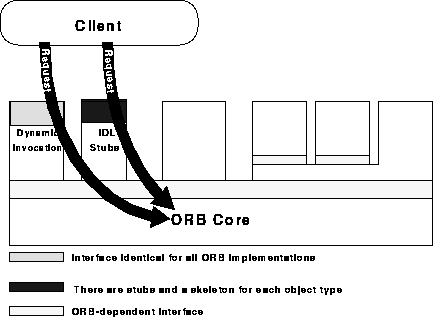 Client
Request
Request
Dynamic
Invocation
IDL
Stubs
ORB Core
Interface identical for all ORB implementations
There are stubs and a skeleton for each object type
ORB-dependent interface